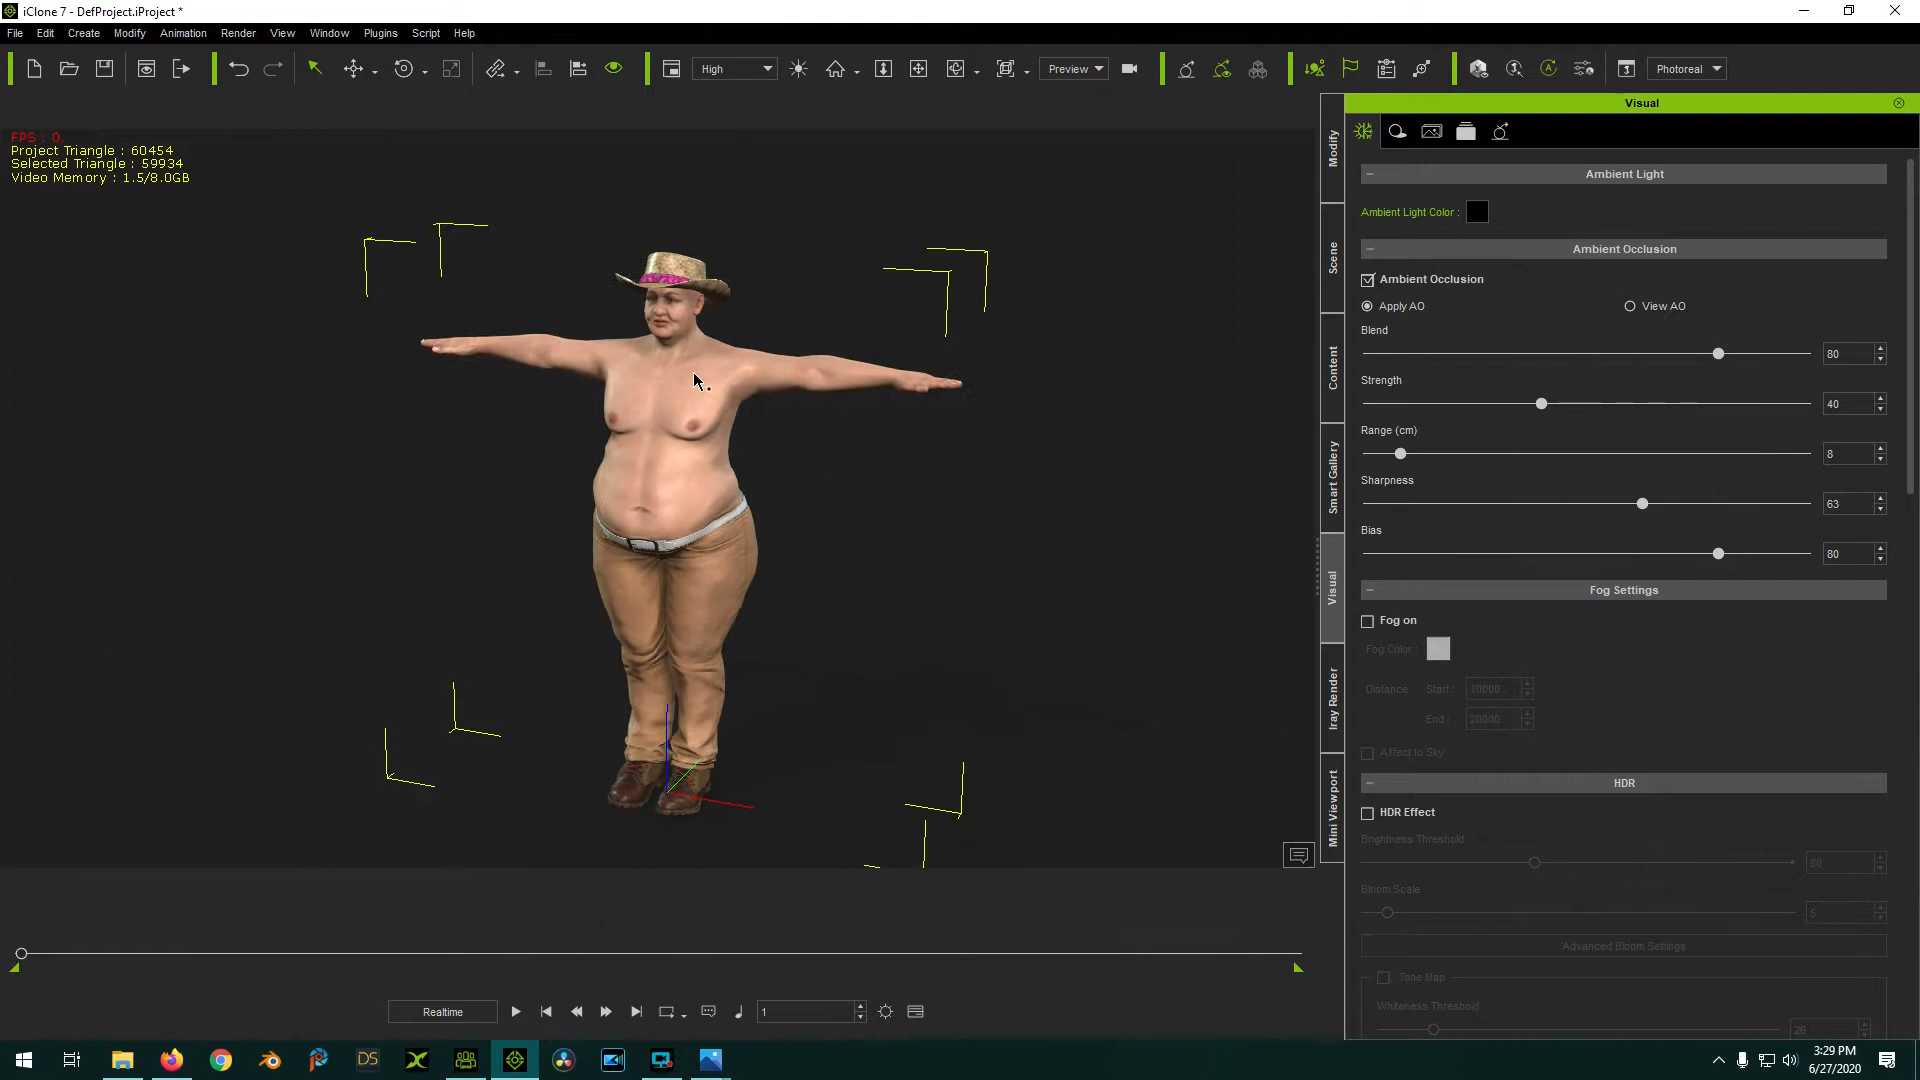 iClone 7 - DefProject.iProject *
File Edit Create Modify Animation Render View Window Plugins Script Help
High Preview Photoreal
FPS : 0.
Project Triangle : 60454
Selected Triangle : 59934
Video Memory : 1.5/8.0GB
Modify
Scene
Content
Smart Gallery
Visual
Iray Render
Mini Viewport
Visual
Ambient Light
Ambient Light Color :
Ambient Occlusion
Ambient Occlusion
Apply AO View AO
Blend
80
Strength
40
Range (cm)
8
Sharpness
63
Bias
80
Fog Settings
Fog on
Fog Color :
Distance Start : 10000
End : 20000
Affect to Sky
HDR
HDR Effect
Brightness Threshold
80
Bloom Scale
5
Advanced Bloom Settings
Tone Map
Whiteness Threshold
26
Realtime 1
DS
3:29 PM
6/27/2020